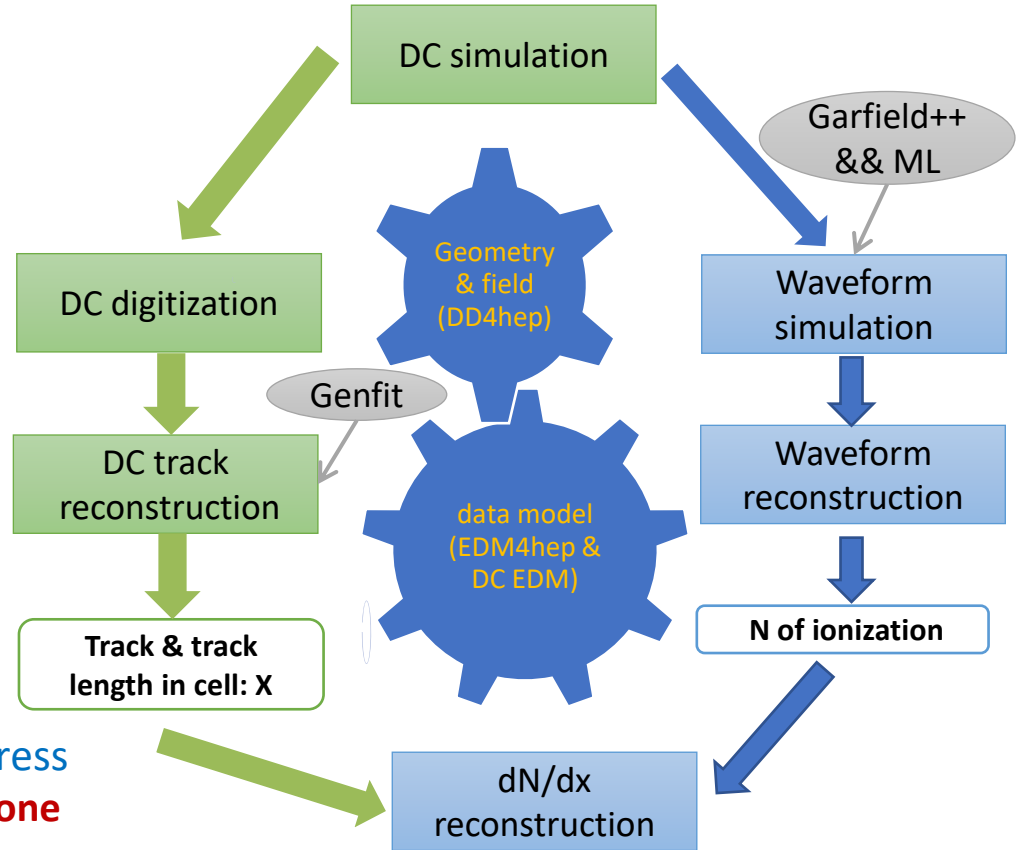 DC simulation
Garfield++
&& ML
Geometry
& field
(DD4hep)
DC digitization
Waveform
simulation
Genfit
DC track
reconstruction
Waveform
reconstruction
data model
(EDM4hep &
DC EDM)
Track & track
length in cell: X
N of ionization
ress
one
dN/dx
reconstruction